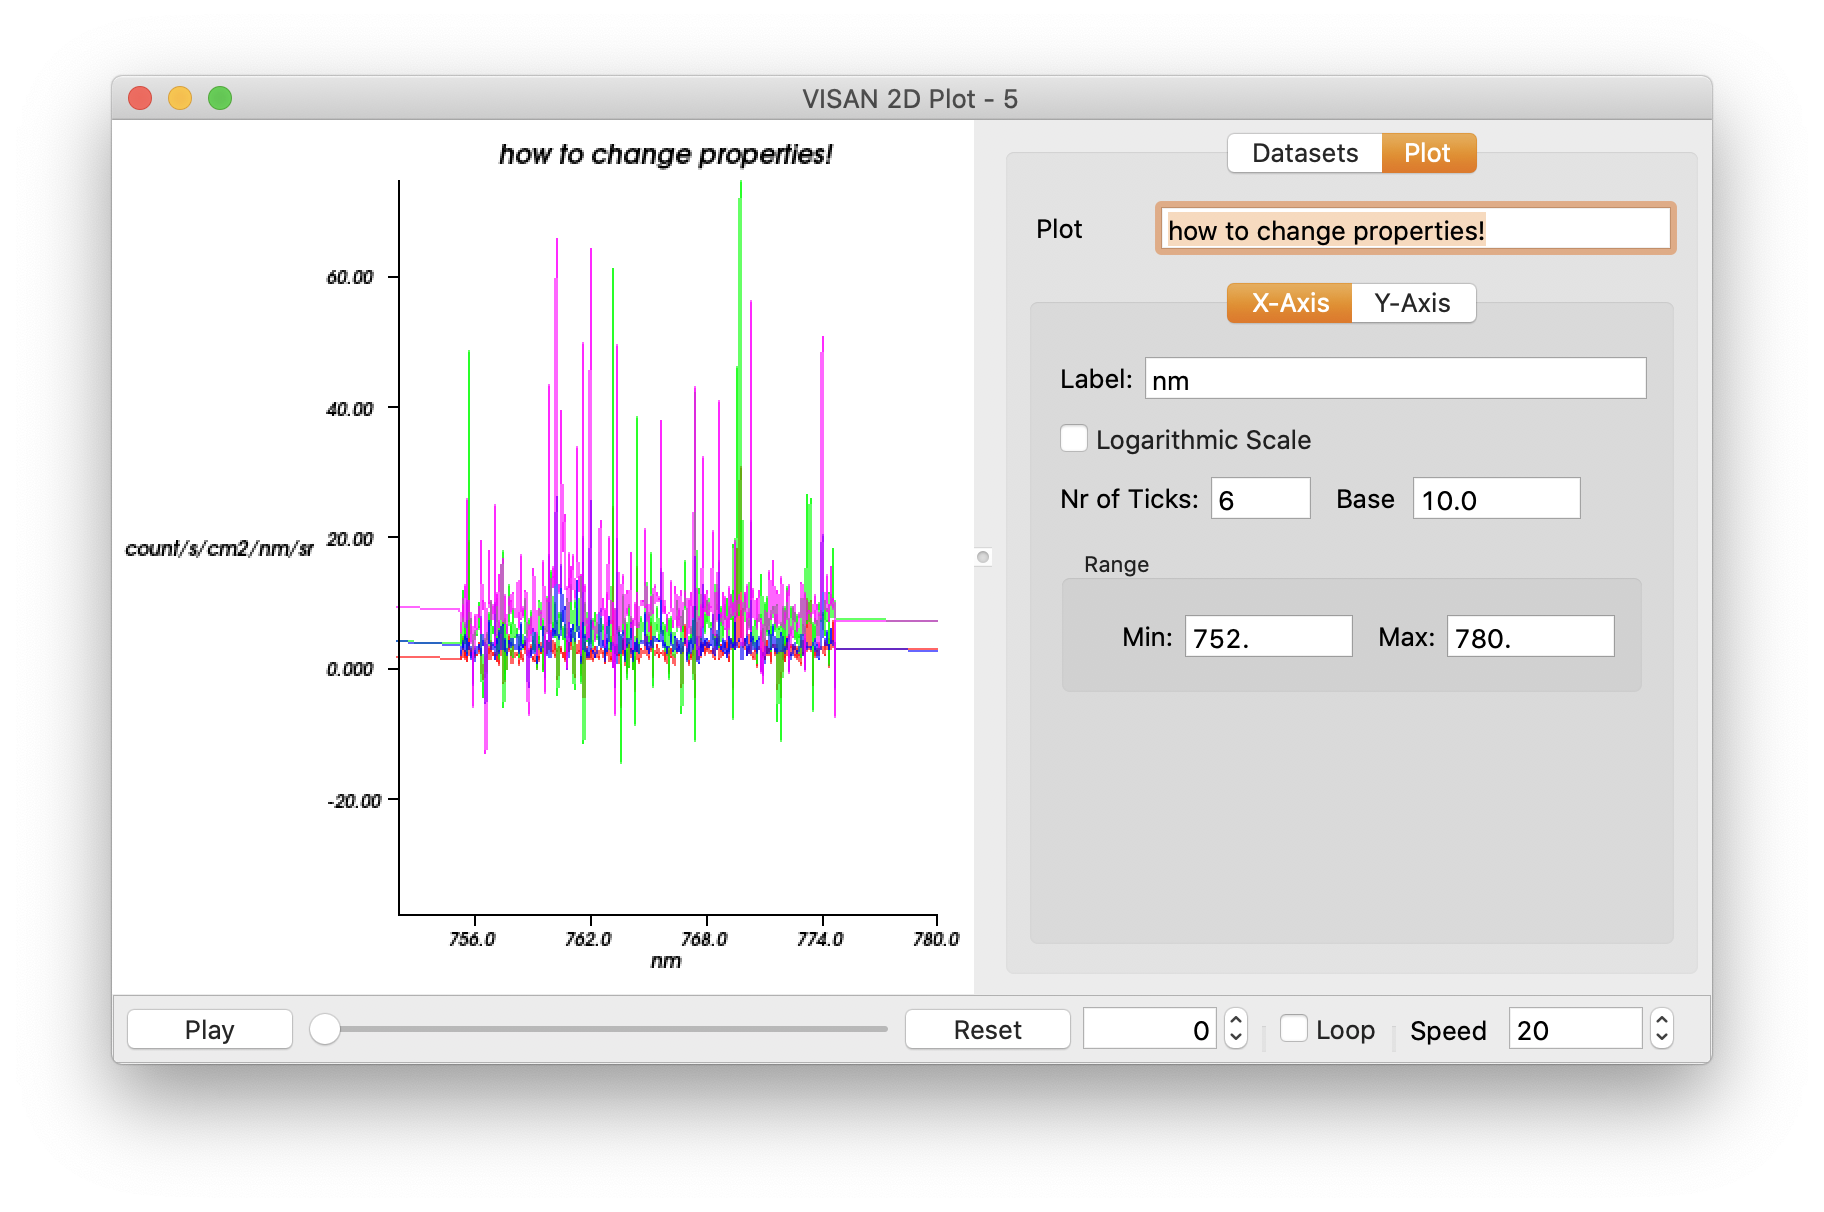 VISAN 2D Plot - 5
how to change properties!
60.00
40.00
20.00
0.000
-20.00
count/s/cm2/nm/sr
756.0 762.0 768.0 774.0 780.0
nm
Datasets Plot
Plot how to change properties!
X-Axis Y-Axis
Label: nm
Logarithmic Scale
Nr of Ticks: 6 Base 10.0
Range
Min: 752. Max: 780.
Play Reset 0 Loop Speed 20